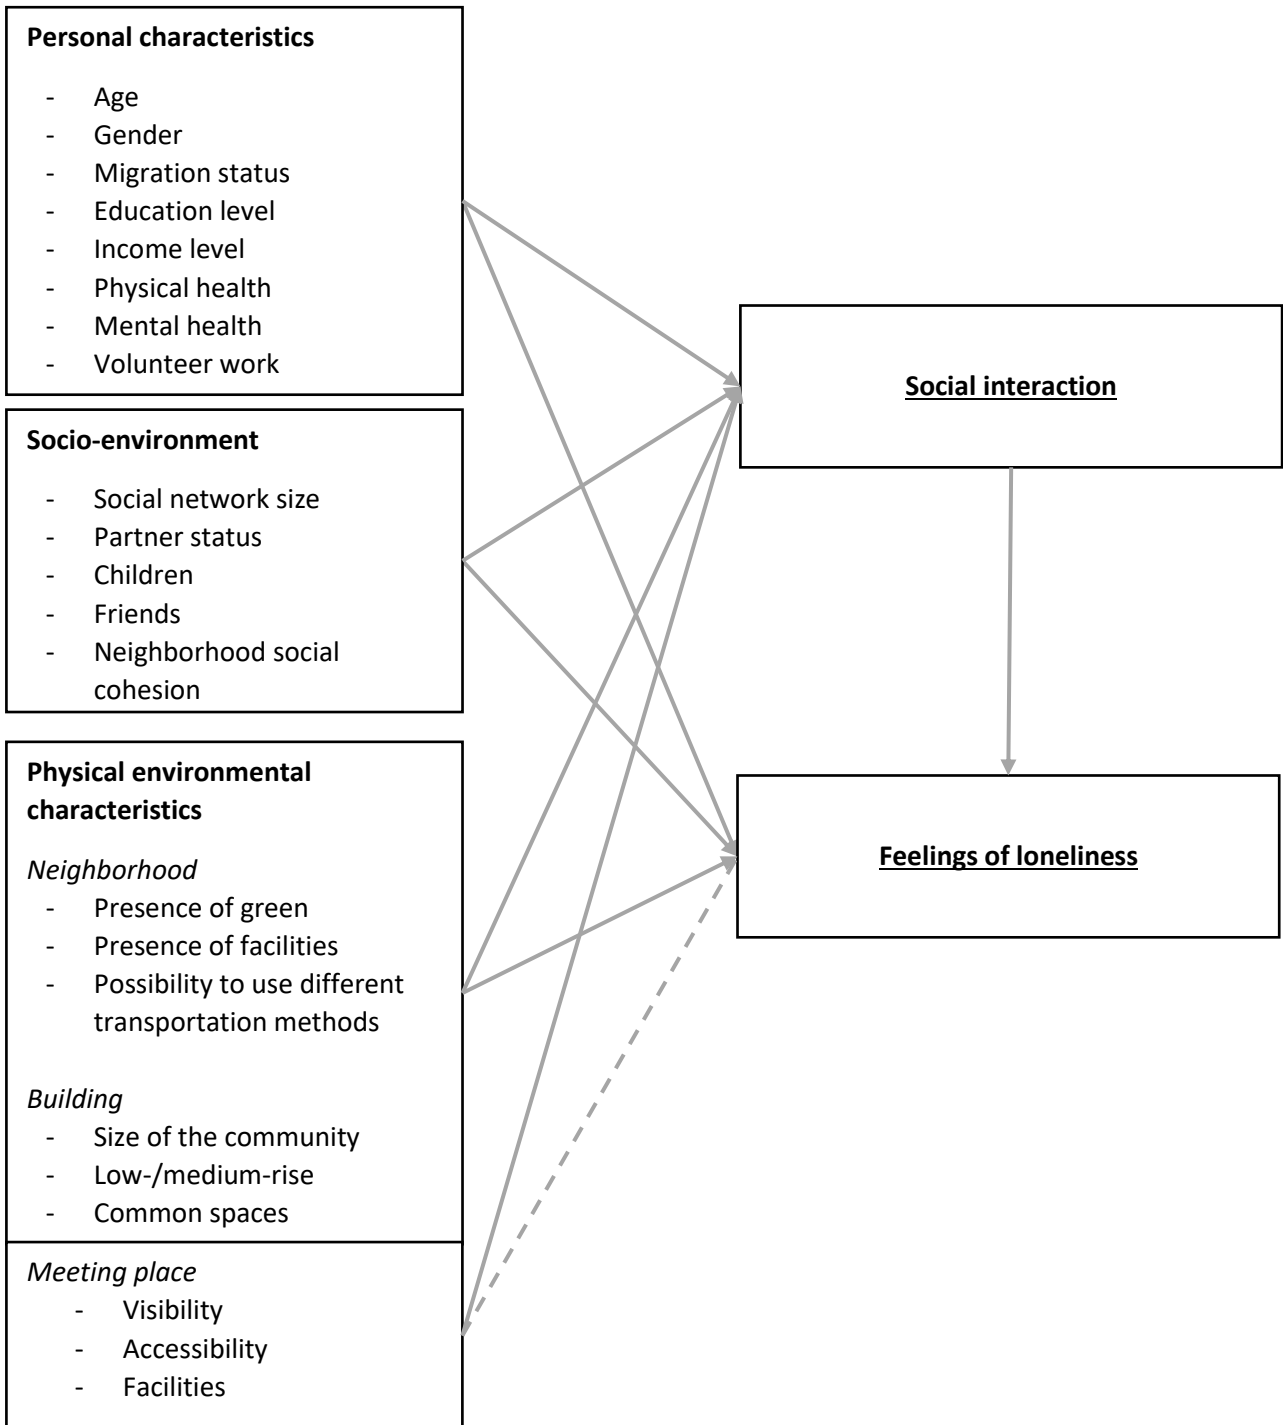 Personal characteristics
- Age
- Gender
- Migration status
- Education level
- Income level
- Physical health
- Mental health
- Volunteer work
Socio-environment
- Social network size
- Partner status
- Children
- Friends
- Neighborhood social
cohesion
Physical environmental
characteristics
Neighborhood
- Presence of green
- Presence of facilities
- Possibility to use different
transportation methods
Building
- Size of the community
- Low-/medium-rise
- Common spaces
Meeting place
- Visibility
- Accessibility
- Facilities
Social interaction
Feelings of loneliness